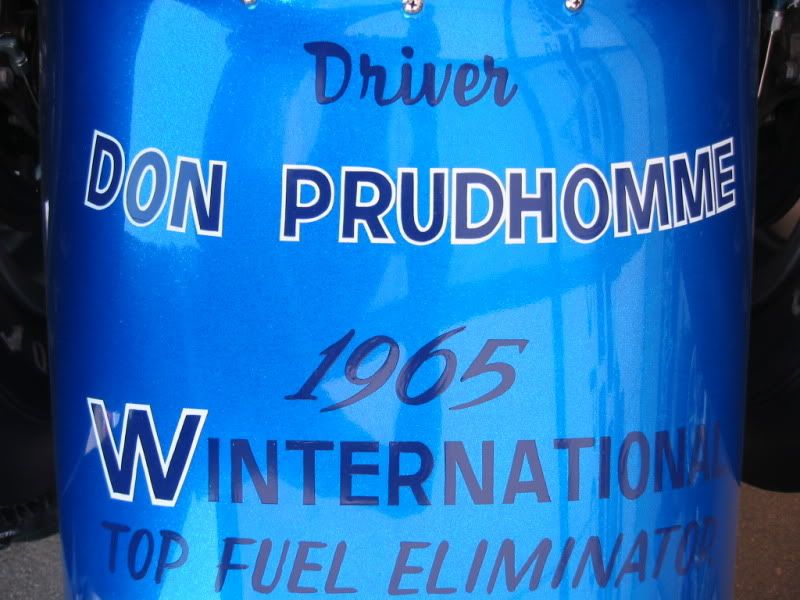 Driver
DON PRUDHOMME
1965
WINTERNATIONAL
TOP FUEL ELIMINATOR